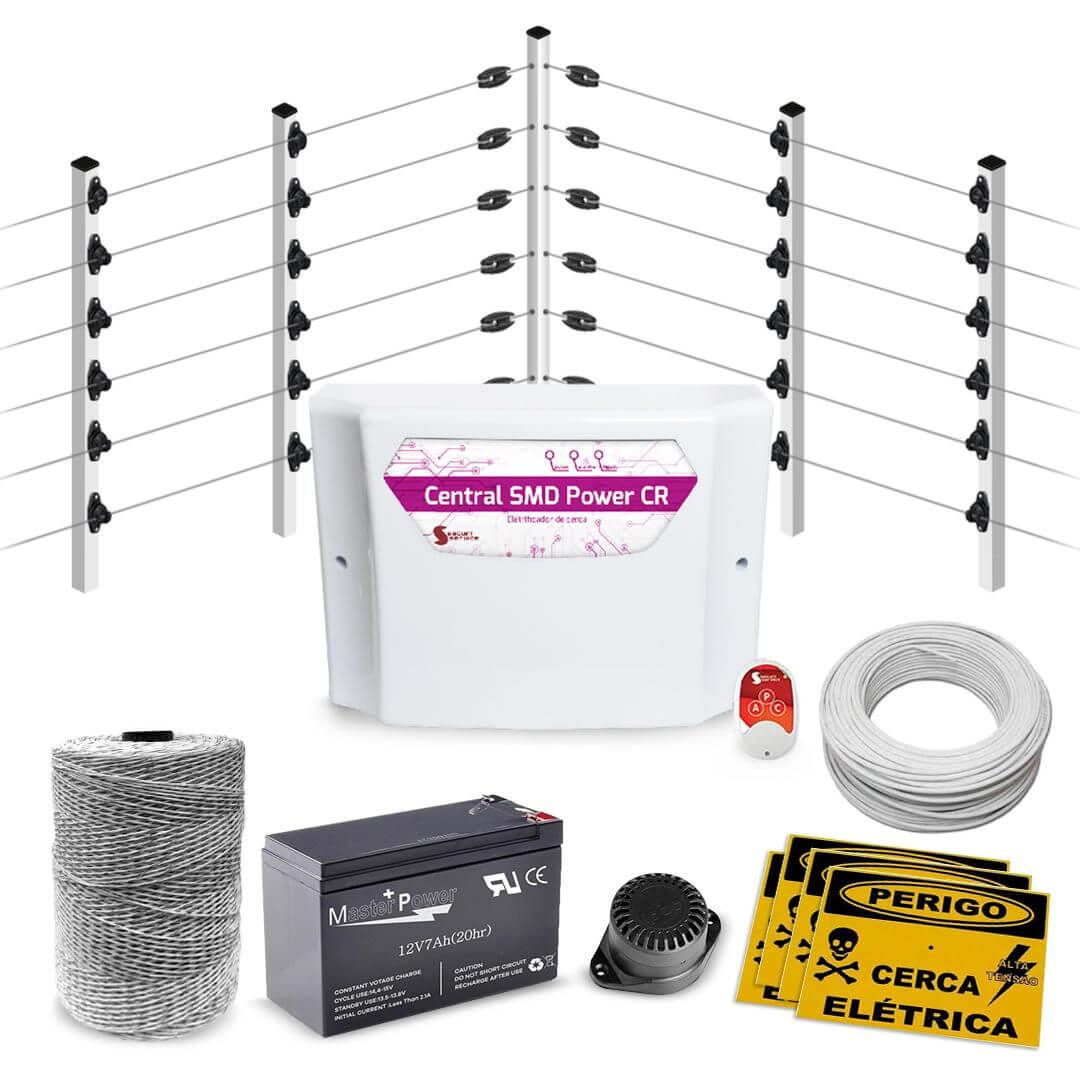 Central SMD Power CR
Eletrificador de cerca
Securi
Service
P
A C
Master Power
12V7Ah(20hr)
CONSTANT VOLTAGE CHARGE
CYCLE USE:14,4-15V
STANDBY USE:13.5-13.8V
INITIAL CURRENT :Less Than 2.1A
CAUTION
DO NOT SHORT CIRCUIT
RECHARGE AFTER USE
PERIGO
ALTA
TENSÃO
CERCA
ELÉTRICA